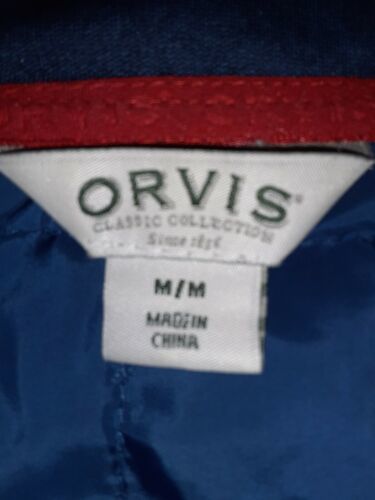 ORVIS®
CLASSIC COLLECTION
Since 1856
M/M
MADE IN
CHINA